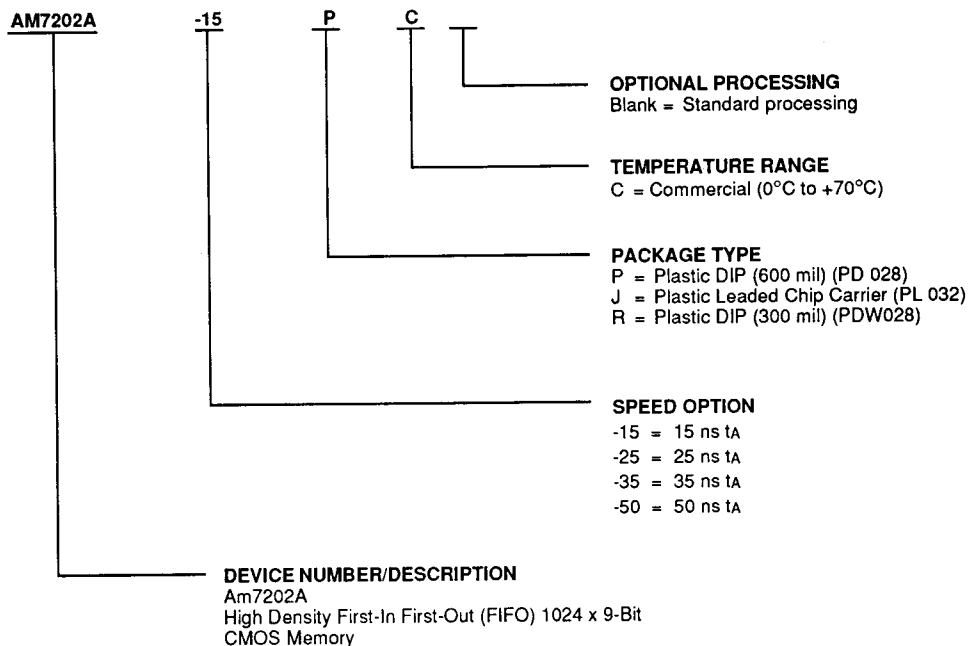 AM7202A -15 P C
OPTIONAL PROCESSING
Blank = Standard processing
TEMPERATURE RANGE
C = Commercial (0°C to +70°C)
PACKAGE TYPE
P = Plastic DIP (600 mil) (PD 028)
J = Plastic Leaded Chip Carrier (PL 032)
R = Plastic DIP (300 mil) (PDW028)
SPEED OPTION
-15 = 15 ns tA
-25 = 25 ns tA
-35 = 35 ns tA
-50 = 50 ns tA
DEVICE NUMBER/DESCRIPTION
Am7202A
High Density First-In First-Out (FIFO) 1024 x 9-Bit
CMOS Memory